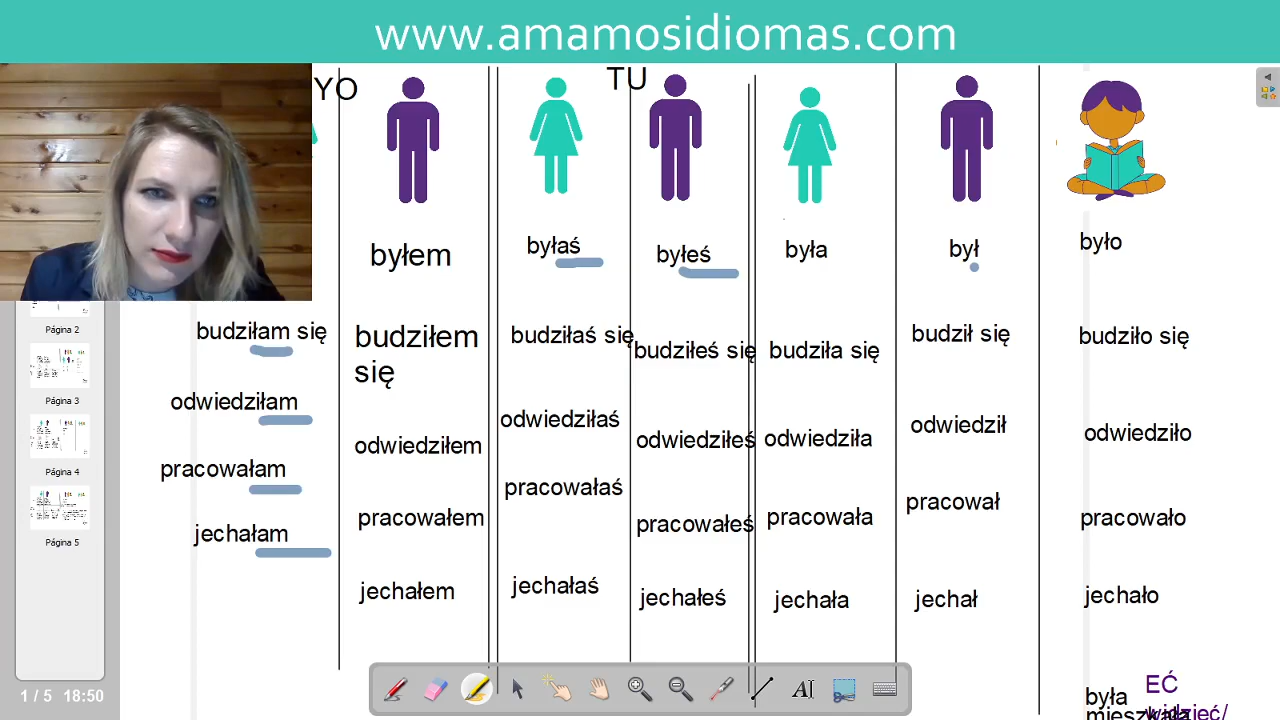 www.amamosidiomas.com
YO
TU
byłem
byłaś
byłeś
była
był
było
budziłam się
budziłem
się
budziłaś się
budziłeś się
budziła się
budził się
budziło się
odwiedziłam
odwiedziłem
odwiedziłaś
odwiedziłeś
odwiedziła
odwiedził
odwiedziło
pracowałam
pracowałem
pracowałaś
pracowałeś
pracowała
pracował
pracowało
jechałam
jechałem
jechałaś
jechałeś
jechała
jechał
jechało
była
EĆ
widzieć/
Página 2
Página 3
Página 4
Página 5
1 / 5 18:50
AI